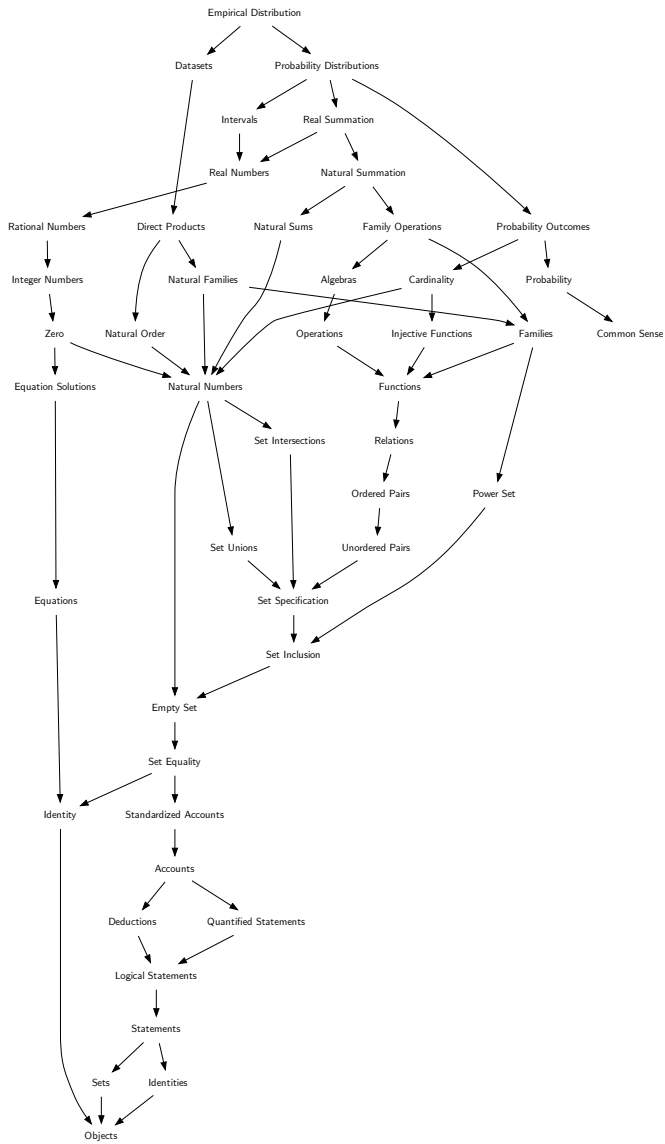 Empirical Distribution
Datasets
Probability Distributions
Intervals
Real Summation
Real Numbers
Natural Summation
Rational Numbers
Direct Products
Natural Sums
Family Operations
Probability Outcomes
Integer Numbers
Natural Families
Algebras
Cardinality
Probability
Zero
Natural Order
Operations
Injective Functions
Families
Common Sense
Equation Solutions
Natural Numbers
Functions
Set Intersections
Relations
Ordered Pairs
Power Set
Set Unions
Unordered Pairs
Equations
Set Specification
Set Inclusion
Empty Set
Set Equality
Identity
Standardized Accounts
Accounts
Deductions
Quantified Statements
Logical Statements
Statements
Sets
Identities
Objects